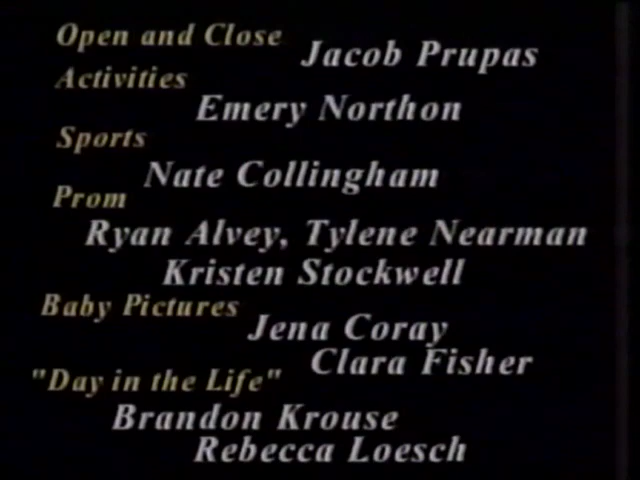 Open and Close
Jacob Prupas
Activities
Emery Northon
Sports
Nate Collingham
Prom
Ryan Alvey, Tylene Nearman
Kristen Stockwell
Baby Pictures
Jena Coray
Clara Fisher
"Day in the Life"
Brandon Krouse
Rebecca Loesch